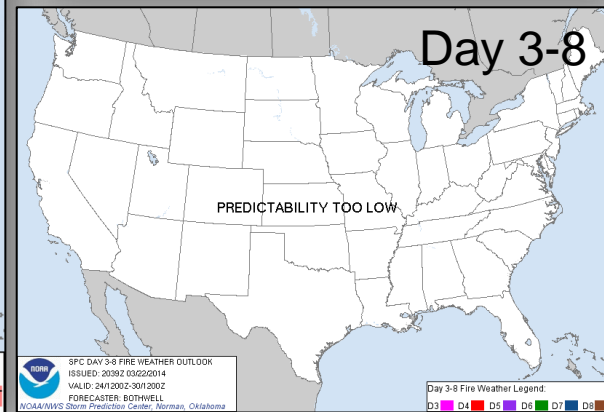 Day 3-8
PREDICTABILITY TOO LOW
NOAA
SPC DAY 3-8 FIRE WEATHER OUTLOOK
ISSUED: 2039Z 03/22/2014
VALID: 24/1200Z-30/1200Z
FORECASTER: BOTHWELL
NOAA/NWS Storm Prediction Center, Norman, Oklahoma
Day 3-8 Fire Weather Legend:
D3 D4 D5 D6 D7 D8